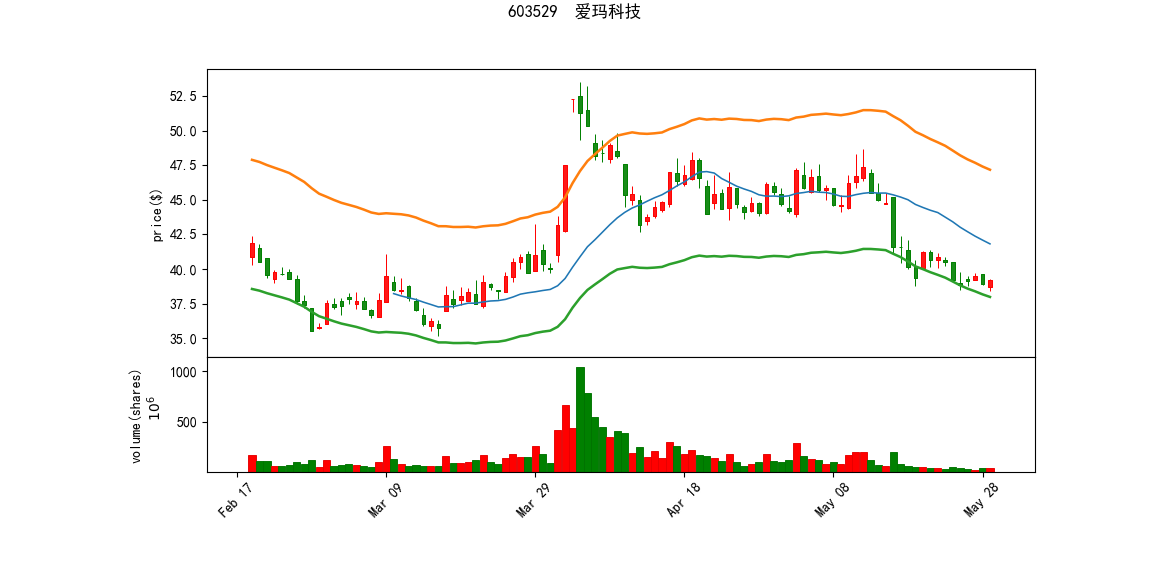 603529 爱玛科技
price($)
52.5
50.0
47.5
45.0
42.5
40.0
37.5
35.0
volume(shares)
10^6
1000
500
Feb 17
Mar 09
Mar 29
Apr 18
May 08
May 28